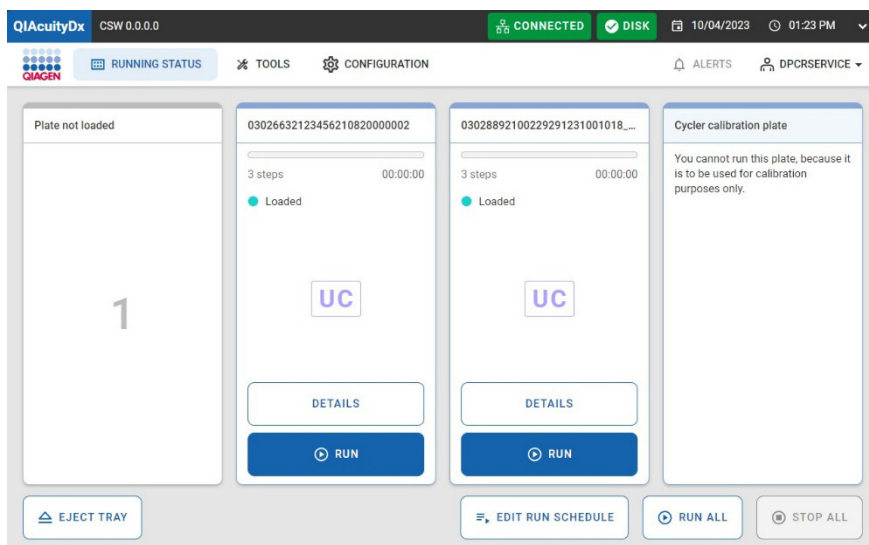 QIAcuityDx CSW 0.0.0.0 CONNECTED DISK 10/04/2023 01:23 PM
QIAGEN RUNNING STATUS TOOLS CONFIGURATION ALERTS DPCRSERVICE
Plate not loaded
1
03026632123456210820000002
3 steps 00:00:00
Loaded
UC
DETAILS
RUN
03028892100229291231001018_...
3 steps 00:00:00
Loaded
UC
DETAILS
RUN
Cycler calibration plate
You cannot run this plate, because it
is to be used for calibration
purposes only.
EJECT TRAY EDIT RUN SCHEDULE RUN ALL STOP ALL